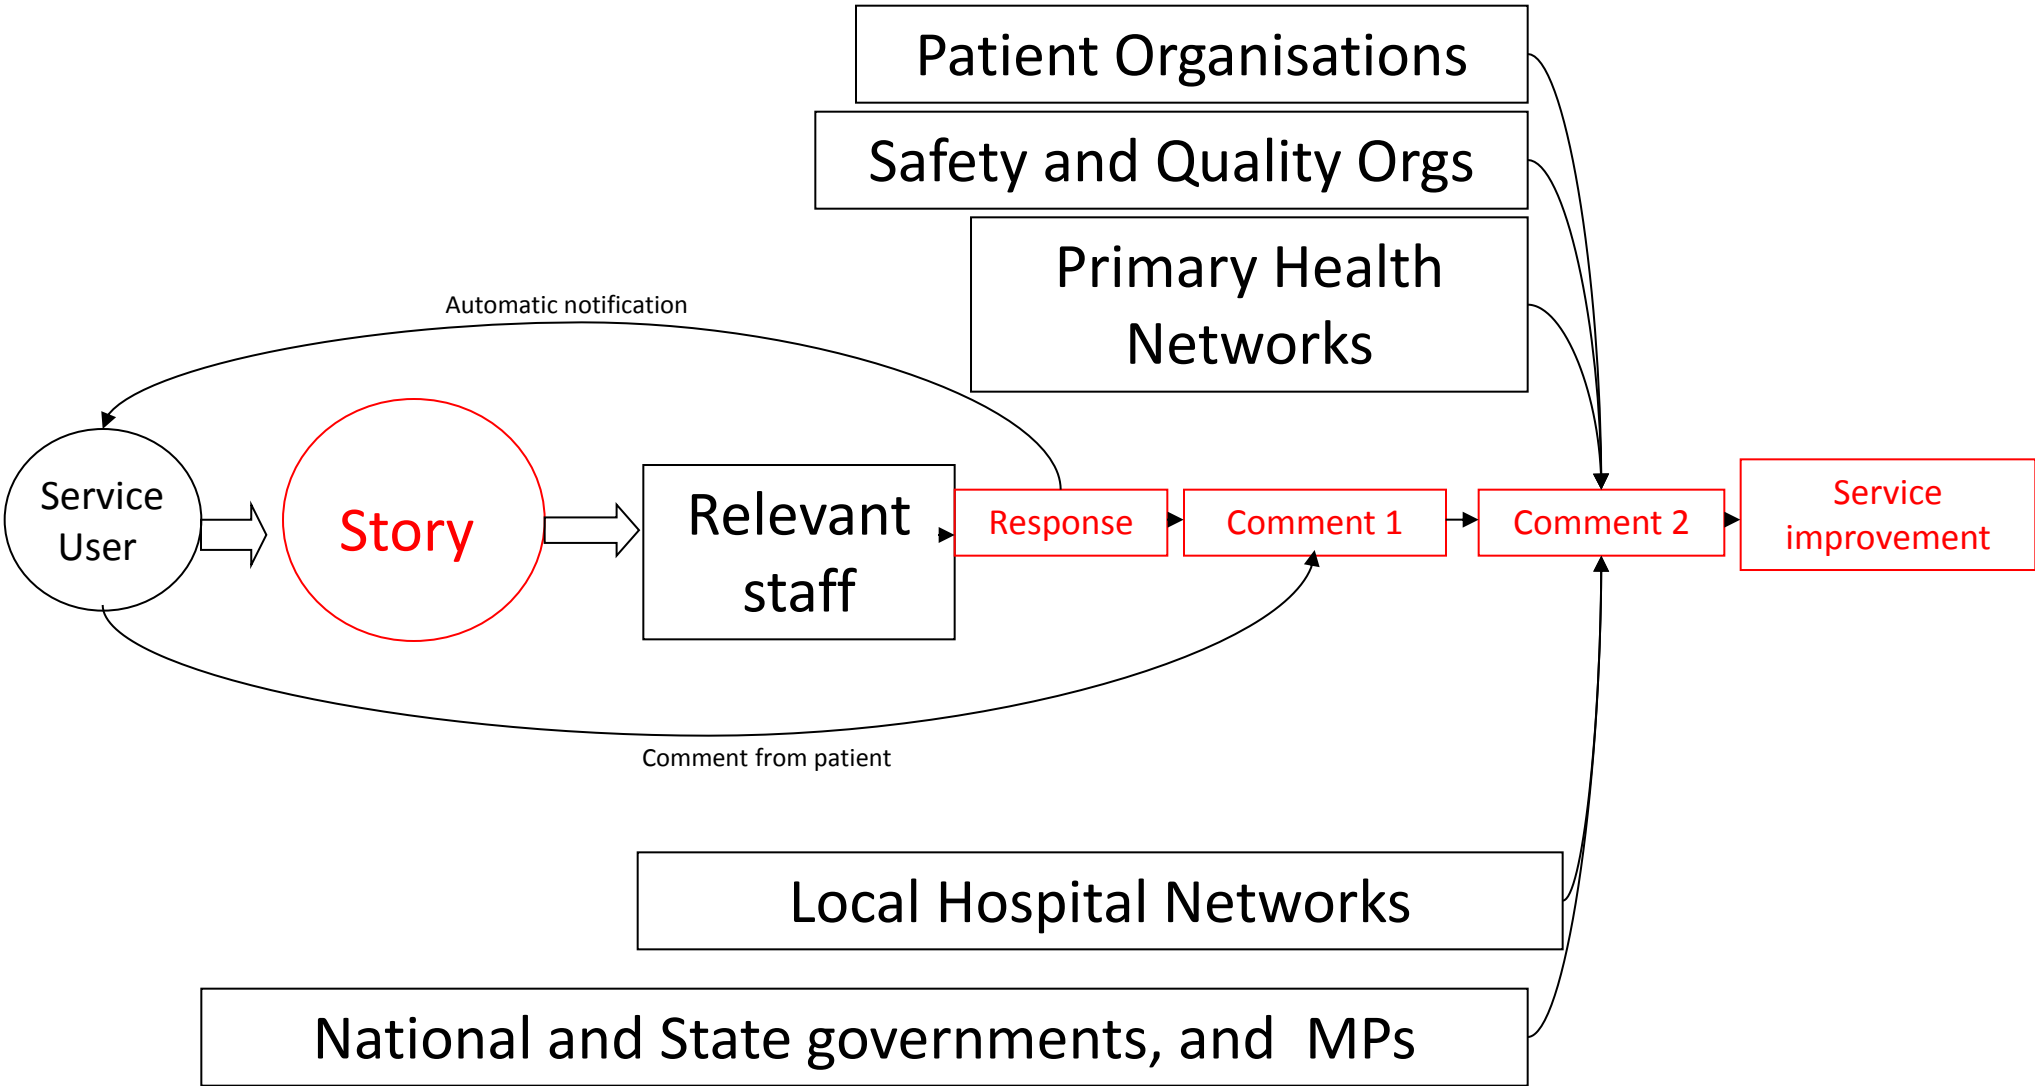 Patient Organisations
Safety and Quality Orgs
Primary Health
Networks
Automatic notification
Service
User
Story
Relevant
staff
Response
Comment 1
Comment 2
Service
improvement
Comment from patient
Local Hospital Networks
National and State governments, and  MPs